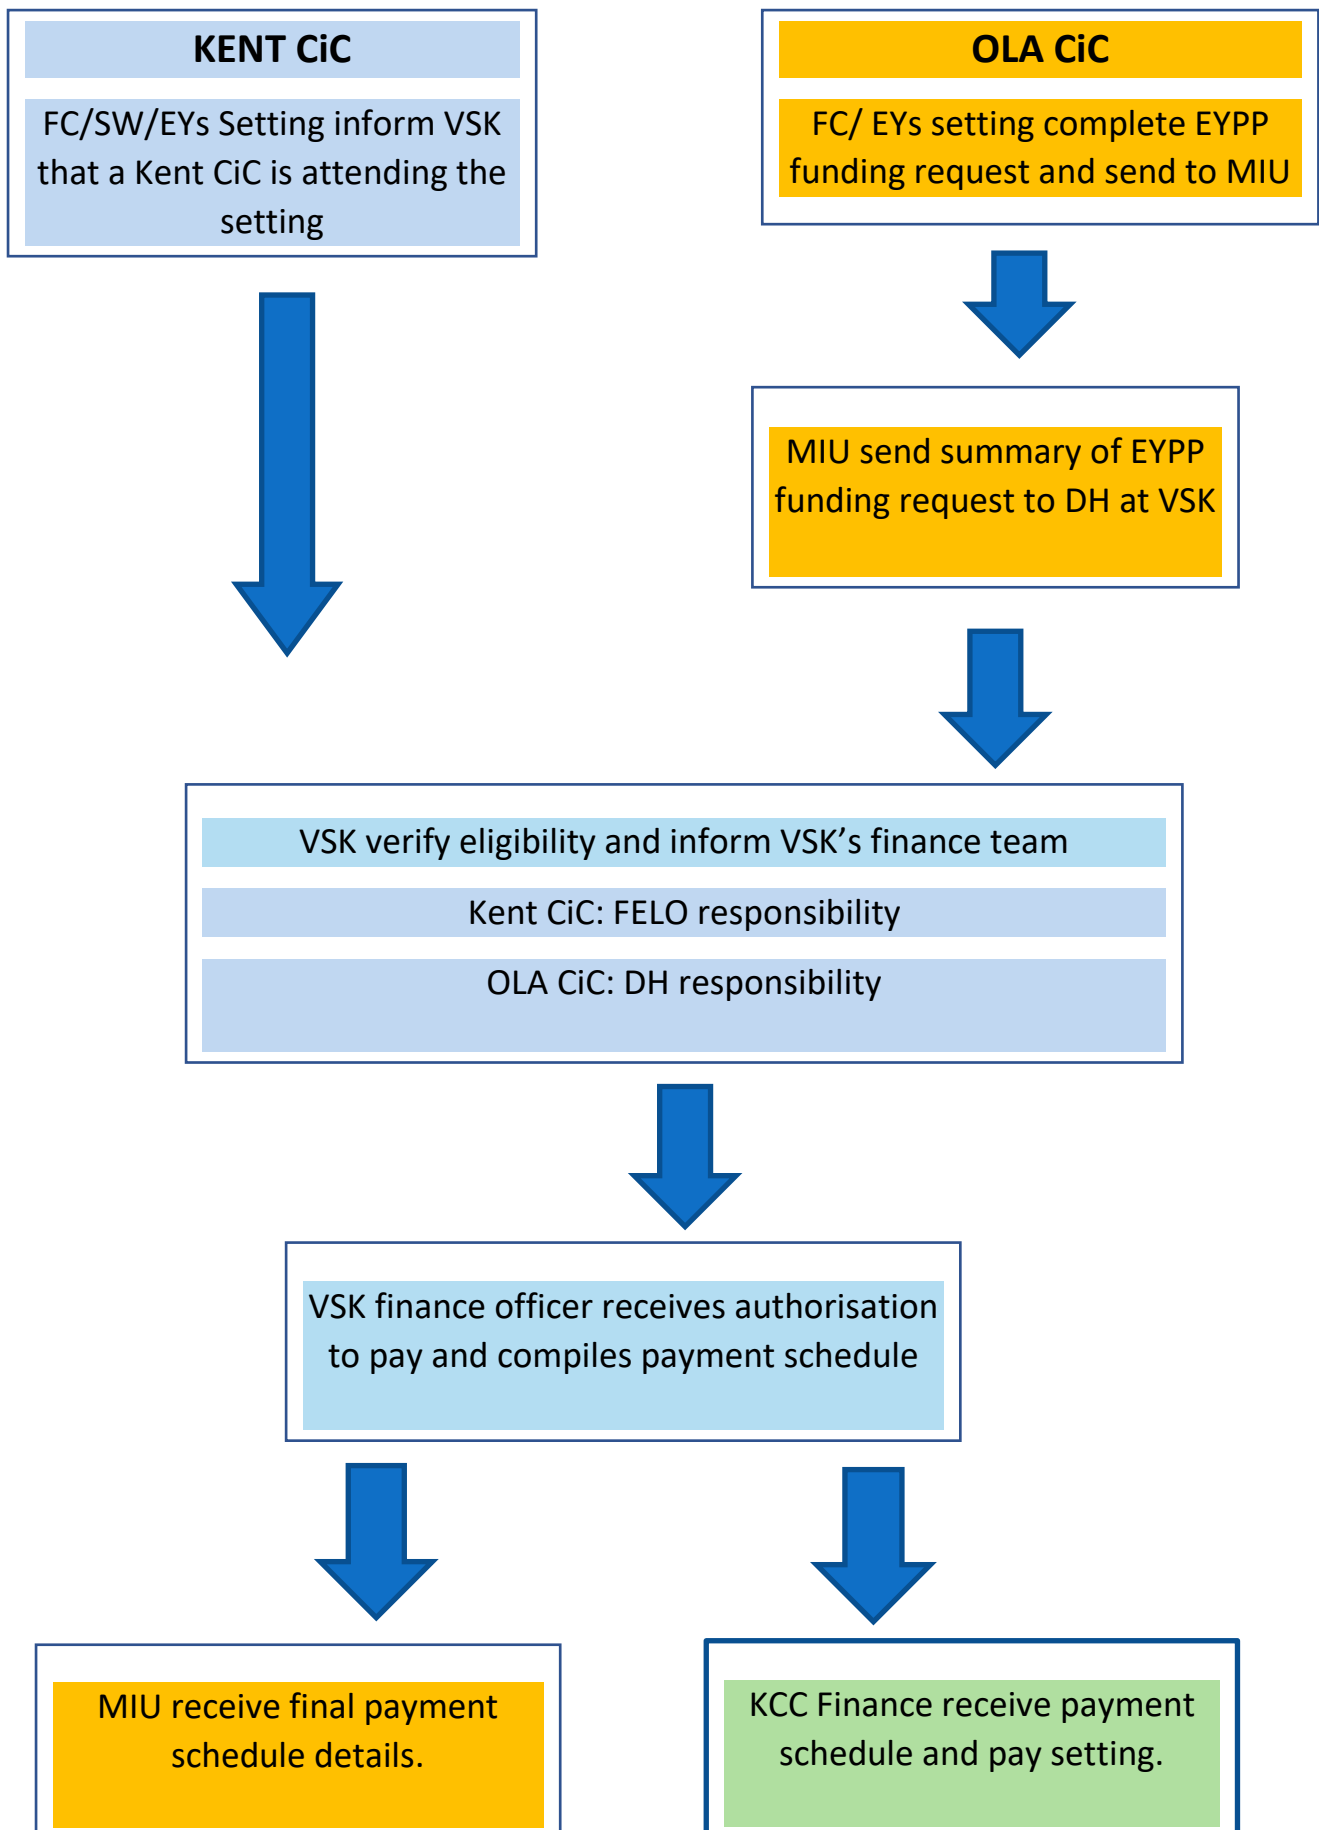 KENT CiC
FC/SW/EYs Setting inform VSK
that a Kent CiC is attending the
setting
OLA CiC
FC/ EYs setting complete EYPP
funding request and send to MIU
MIU send summary of EYPP
funding request to DH at VSK
VSK verify eligibility and inform VSK’s finance team
Kent CiC: FELO responsibility
OLA CiC: DH responsibility
VSK finance officer receives authorisation
to pay and compiles payment schedule
MIU receive final payment
schedule details.
KCC Finance receive payment
schedule and pay setting.